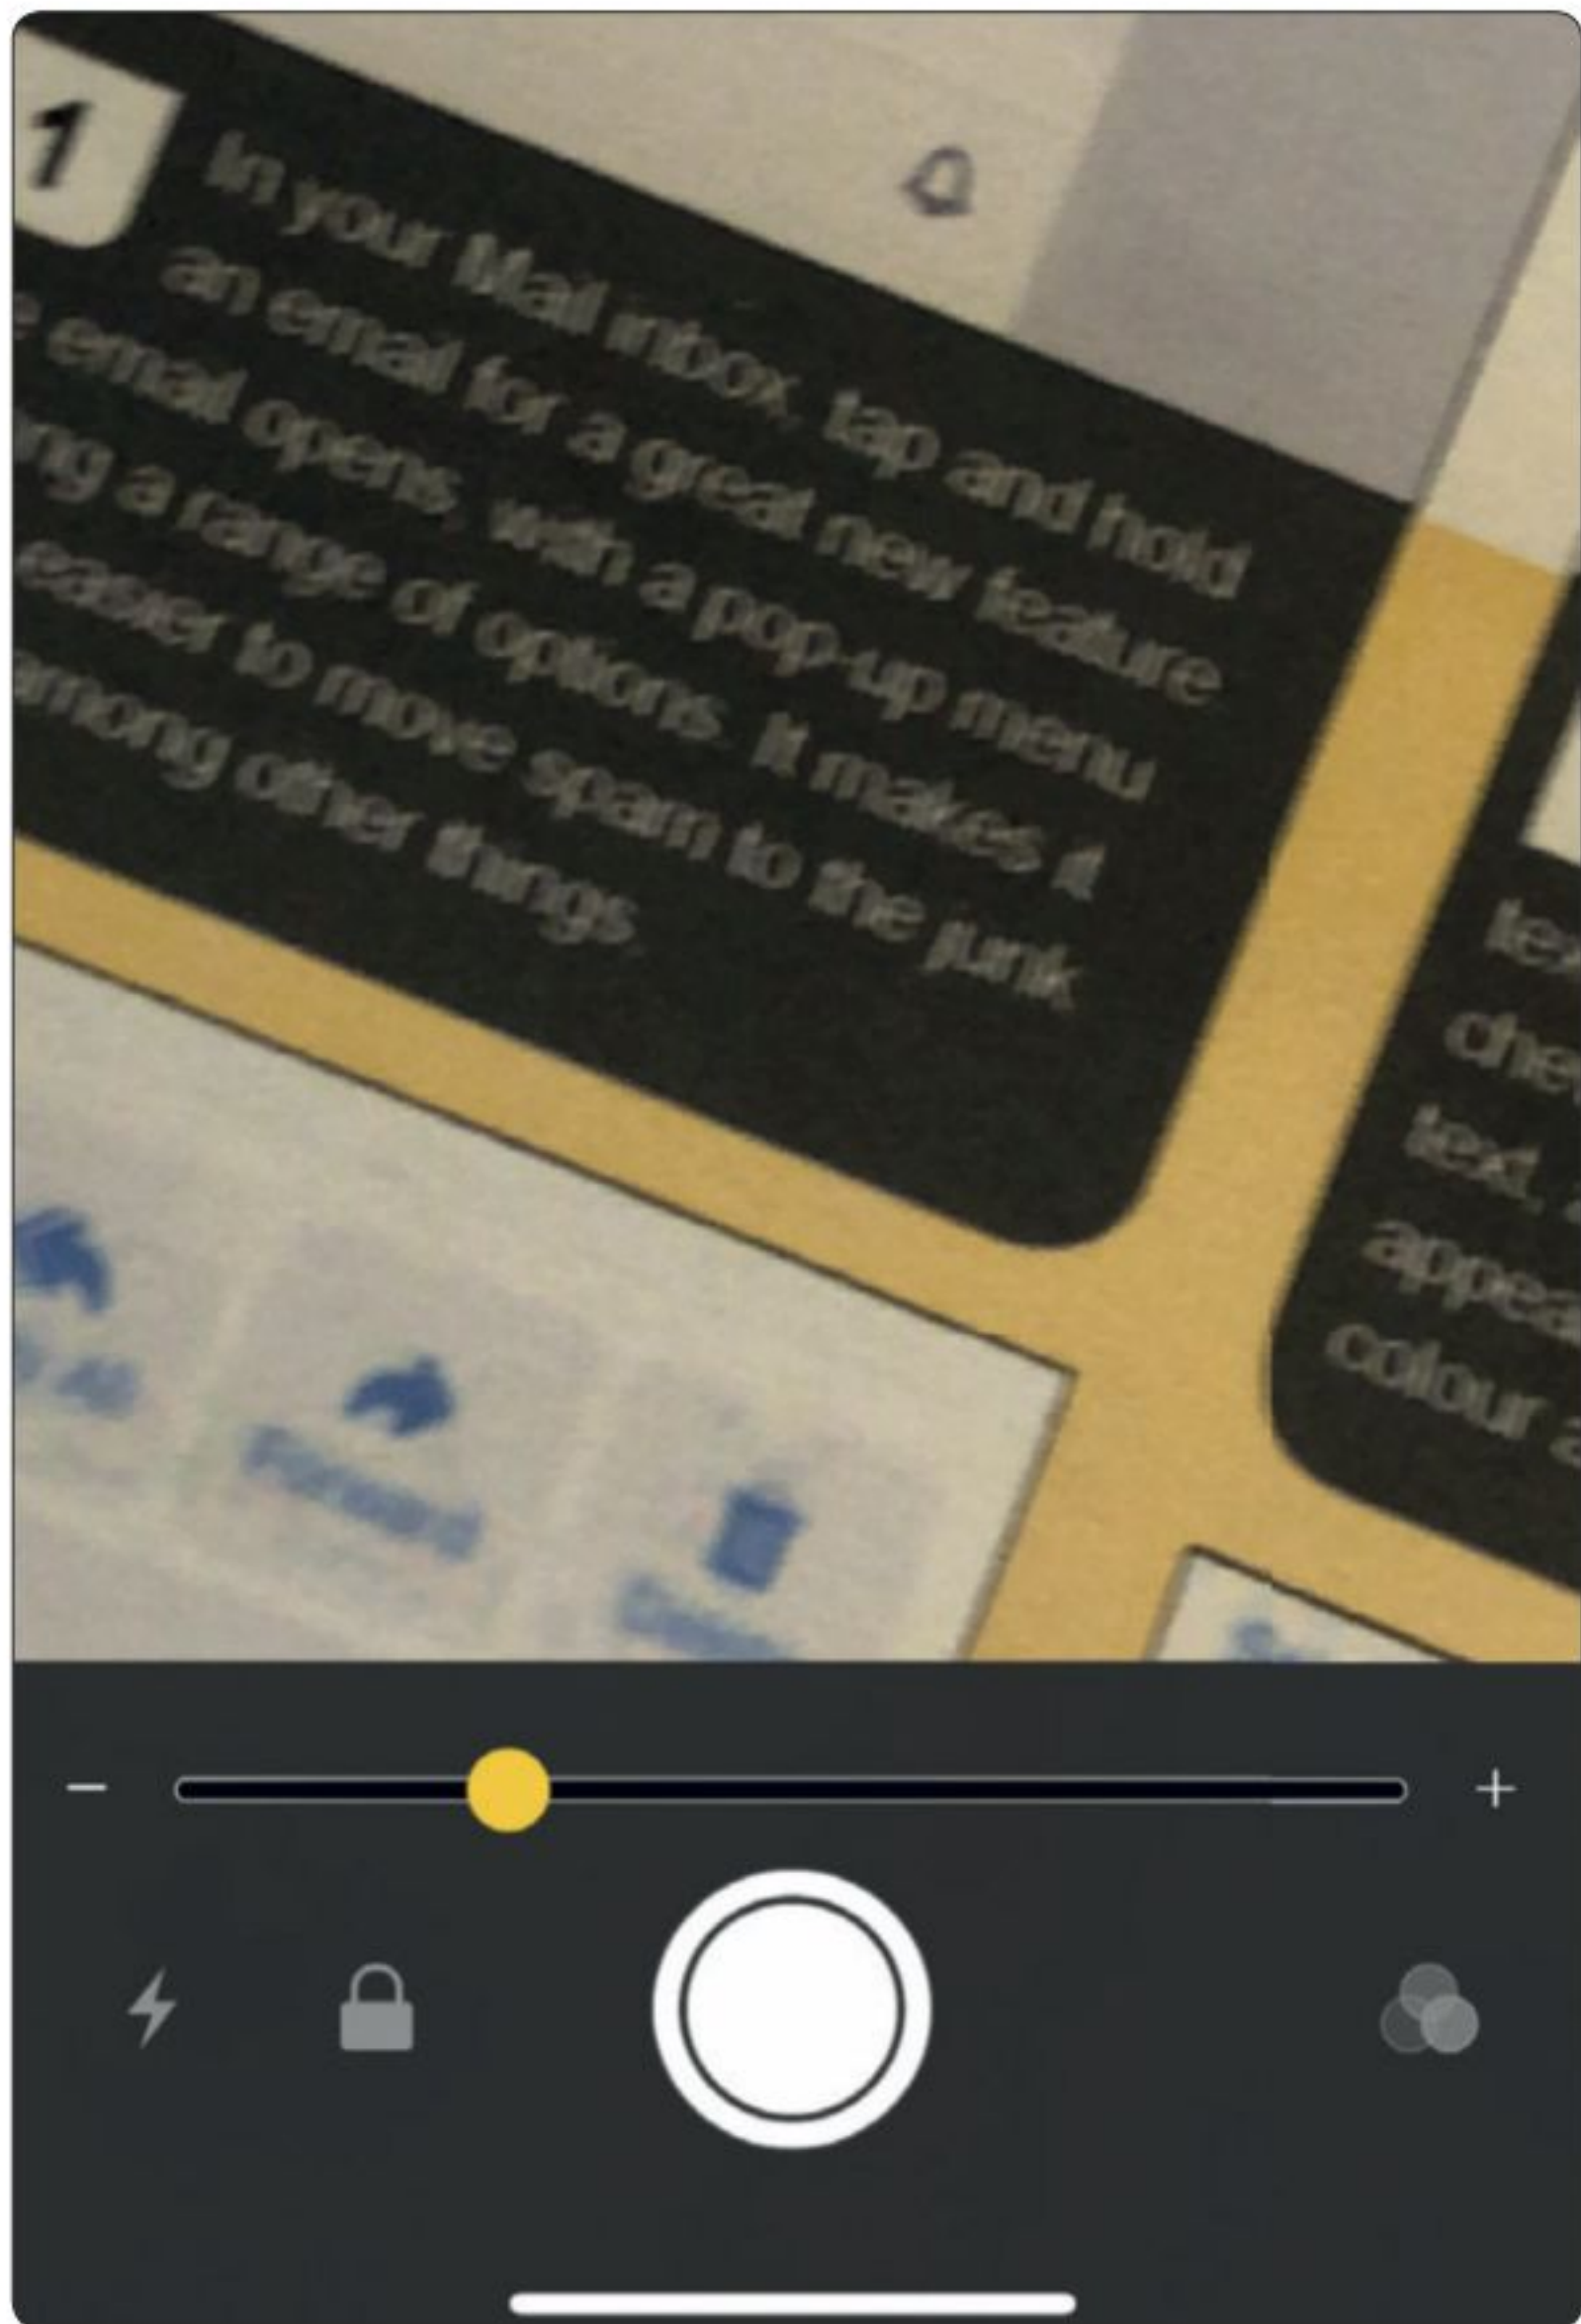 1
In your Mail inbox, tap and hold
an email for a great new feature
email opens, with a pop-up menu
a range of options. It makes it
easier to move spam to the junk
among other things.
text,
colour